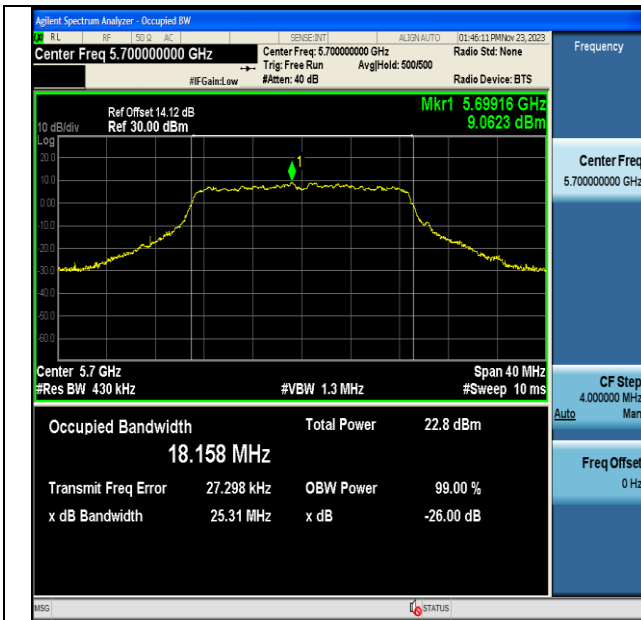 Agilent Spectrum Analyzer - Occupied BW
RL RF 50 Ω AC SENSE:INT ALIGN AUTO 01:46:11 PM Nov 23, 2023
Center Freq 5.700000000 GHz
Center Freq: 5.700000000 GHz
Radio Std: None
Trig: Free Run Avg|Hold: 500/500
#IFGain:Low #Atten: 40 dB Radio Device: BTS
Ref Offset 14.12 dB
10 dB/div Ref 30.00 dBm
Mkr1 5.69916 GHz
9.0623 dBm
Log
20.0
10.0
0.00
-10.0
-20.0
-30.0
-40.0
-50.0
-60.0
1
Center 5.7 GHz Span 40 MHz
#Res BW 430 kHz #VBW 1.3 MHz #Sweep 10 ms
Occupied Bandwidth Total Power 22.8 dBm
18.158 MHz
Transmit Freq Error 27.298 kHz OBW Power 99.00 %
x dB Bandwidth 25.31 MHz x dB -26.00 dB
MSG STATUS
Frequency
Center Freq
5.700000000 GHz
CF Step
4.000000 MHz
Auto Man
Freq Offset
0 Hz